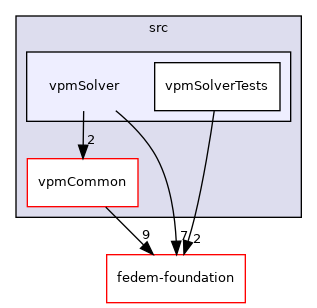 src
vpmSolver
vpmSolverTests
2
vpmCommon
9
7
2
fedem-foundation